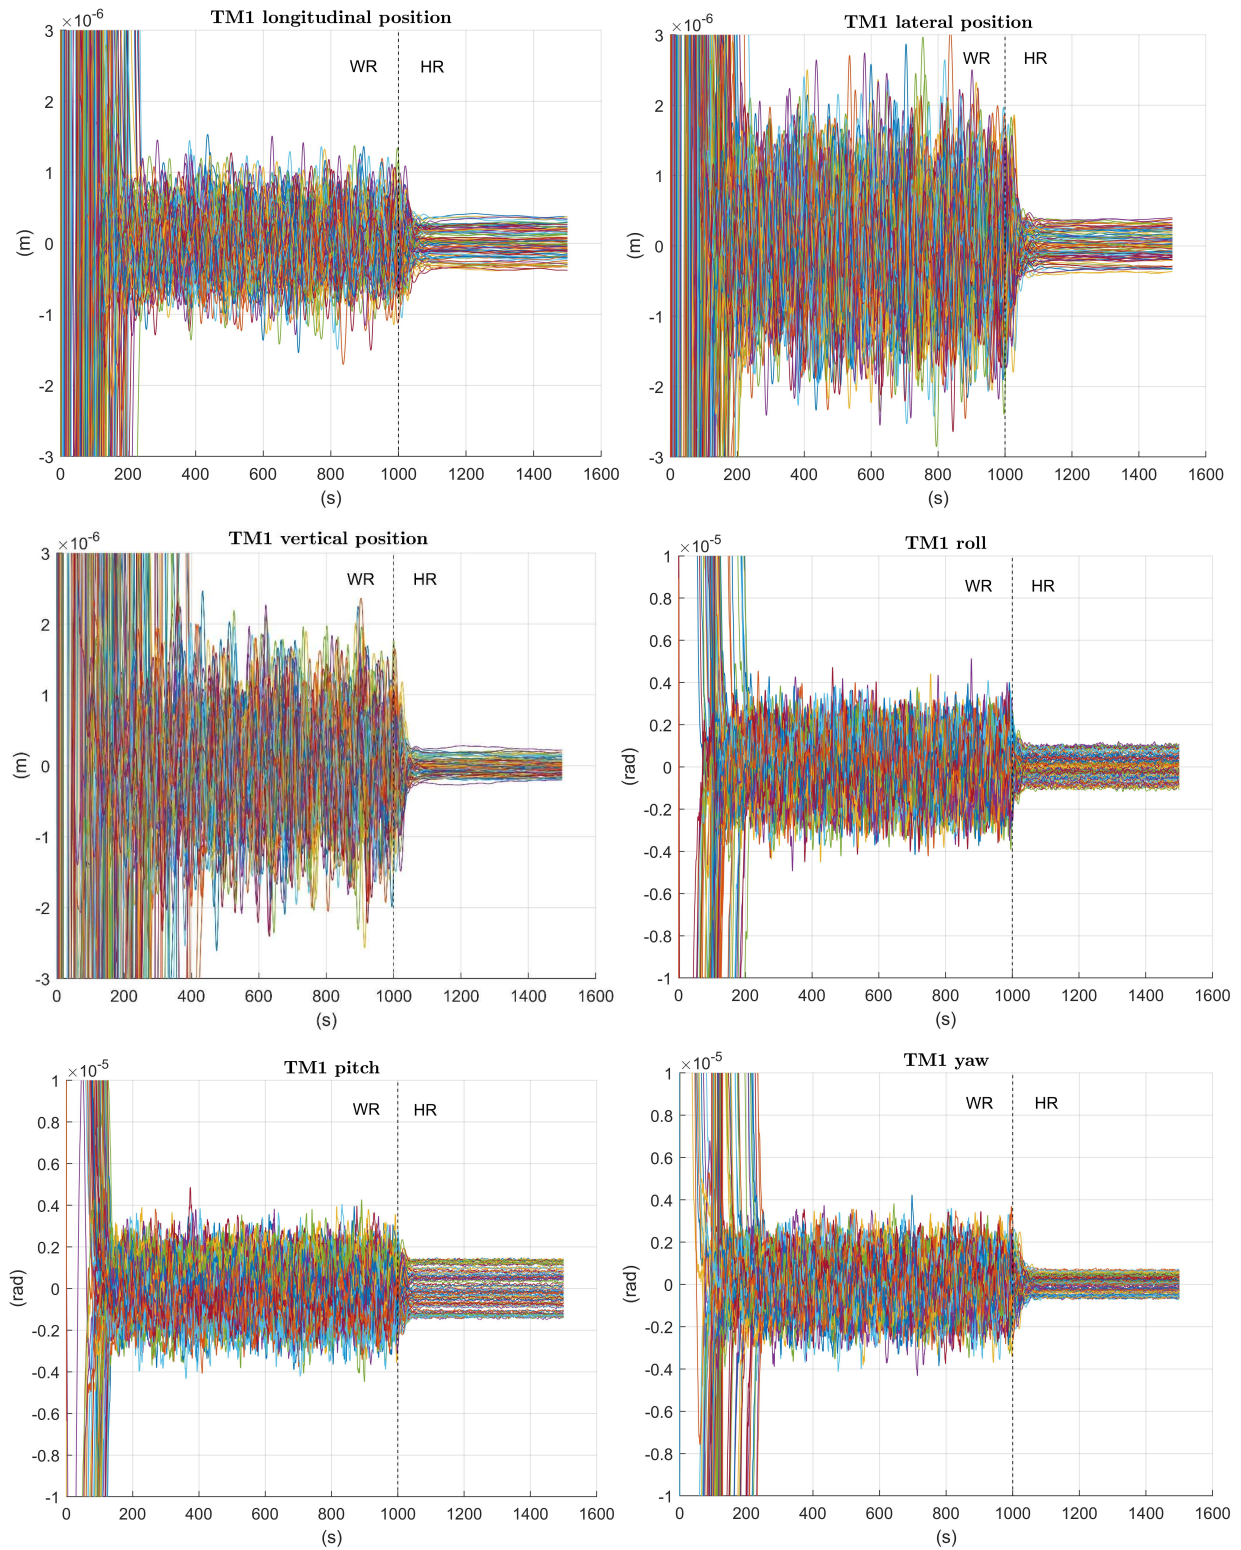 TM1 longitudinal position
×10⁻⁶
3
2
1
0
-1
-2
-3
(m)
WR
HR
0 200 400 600 800 1000 1200 1400 1600
(s)
TM1 lateral position
×10⁻⁶
3
2
1
0
-1
-2
-3
(m)
WR
HR
0 200 400 600 800 1000 1200 1400 1600
(s)
TM1 vertical position
×10⁻⁶
3
2
1
0
-1
-2
-3
(m)
WR
HR
0 200 400 600 800 1000 1200 1400 1600
(s)
TM1 roll
×10⁻⁵
1
0.8
0.6
0.4
0.2
0
-0.2
-0.4
-0.6
-0.8
-1
(rad)
WR
HR
0 200 400 600 800 1000 1200 1400 1600
(s)
TM1 pitch
×10⁻⁵
1
0.8
0.6
0.4
0.2
0
-0.2
-0.4
-0.6
-0.8
-1
(rad)
WR
HR
0 200 400 600 800 1000 1200 1400 1600
(s)
TM1 yaw
×10⁻⁵
1
0.8
0.6
0.4
0.2
0
-0.2
-0.4
-0.6
-0.8
-1
(rad)
WR
HR
0 200 400 600 800 1000 1200 1400 1600
(s)